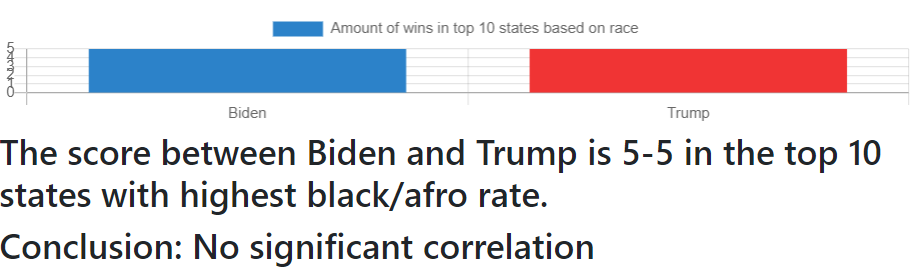 Amount of wins in top 10 states based on race
5
4
3
2
1
0
Biden Trump
The score between Biden and Trump is 5-5 in the top 10
states with highest black/afro rate.
Conclusion: No significant correlation